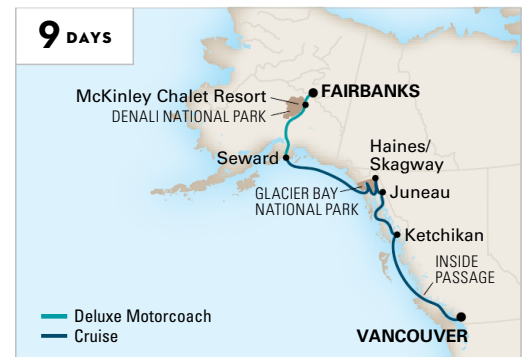 9 DAYS
McKinley Chalet Resort
FAIRBANKS
DENALI NATIONAL PARK
Seward
Haines/
Skagway
GLACIER BAY
NATIONAL PARK
Juneau
Ketchikan
INSIDE
PASSAGE
Deluxe Motorcoach
Cruise
VANCOUVER